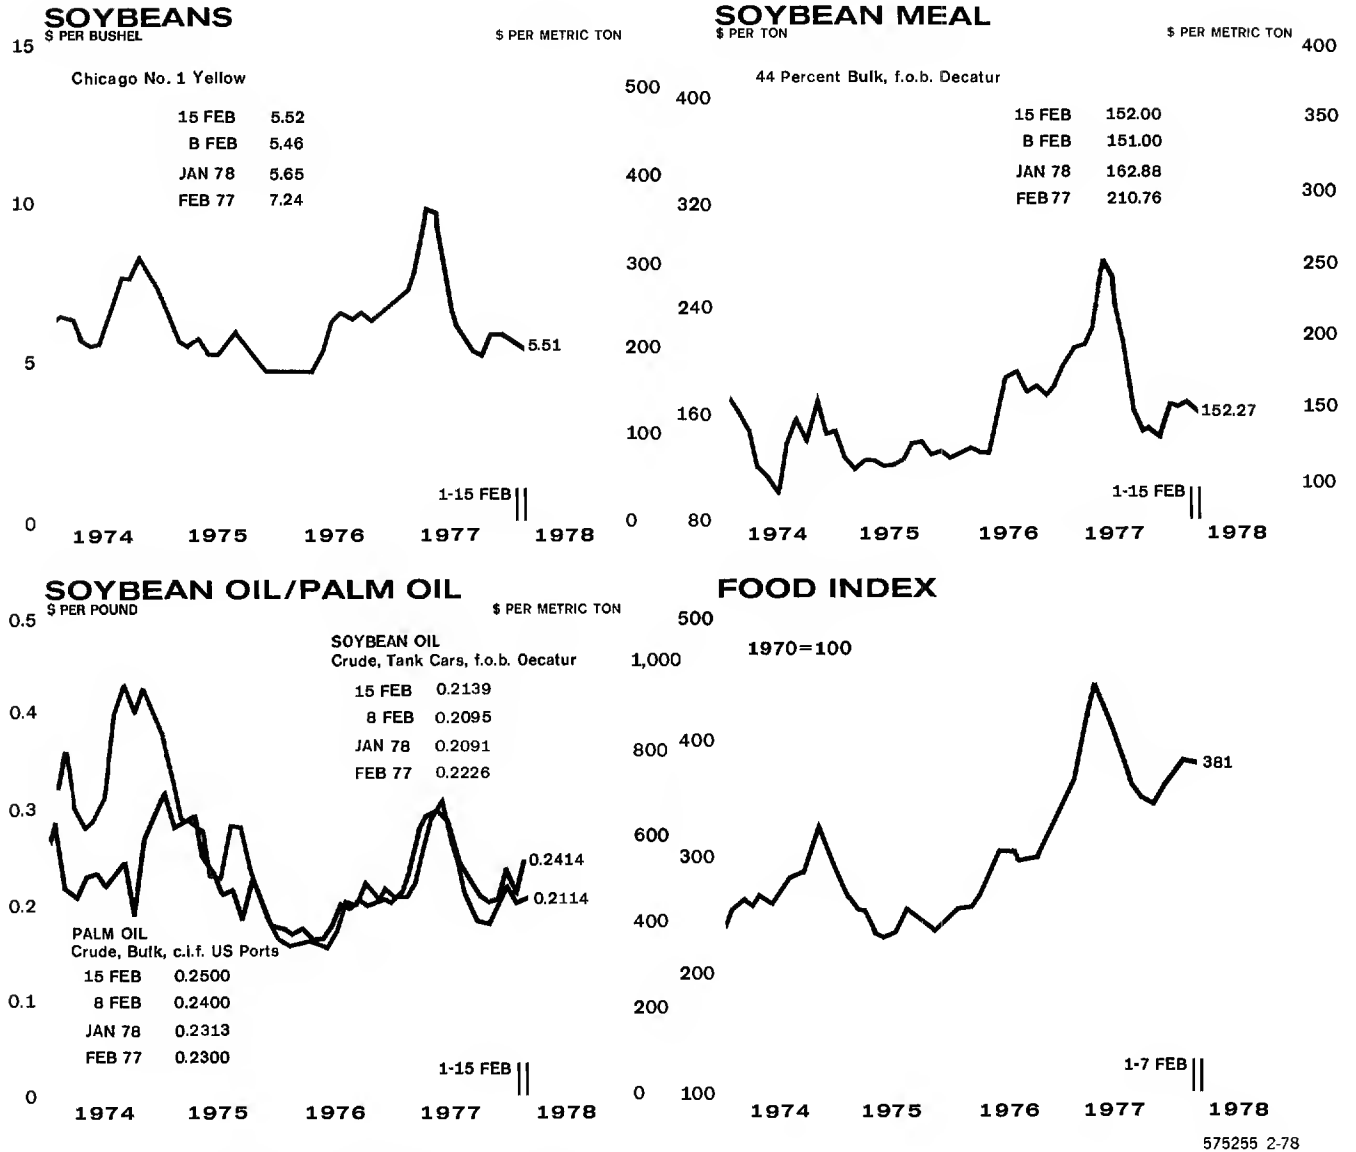 SOYBEANS
$ PER BUSHEL
$ PER METRIC TON
Chicago No. 1 Yellow
15 FEB 5.52
B FEB 5.46
JAN 78 5.65
FEB 77 7.24
15
10
5
0
500
400
300
200
100
0
5.51
1-15 FEB
1974 1975 1976 1977 1978
SOYBEAN MEAL
$ PER TON
$ PER METRIC TON
44 Percent Bulk, f.o.b. Decatur
15 FEB 152.00
B FEB 151.00
JAN 78 162.88
FEB 77 210.76
400
320
240
160
80
400
350
300
250
200
150
100
152.27
1-15 FEB
1974 1975 1976 1977 1978
SOYBEAN OIL/PALM OIL
$ PER POUND
$ PER METRIC TON
SOYBEAN OIL
Crude, Tank Cars, f.o.b. Oecatur
15 FEB 0.2139
8 FEB 0.2095
JAN 78 0.2091
FEB 77 0.2226
0.5
0.4
0.3
0.2
0.1
0
1,000
800
600
400
200
0
0.2414
0.2114
PALM OIL
Crude, Bulk, c.i.f. US Ports
15 FEB 0.2500
8 FEB 0.2400
JAN 78 0.2313
FEB 77 0.2300
1-15 FEB
1974 1975 1976 1977 1978
FOOD INDEX
1970=100
500
400
300
200
100
381
1-7 FEB
1974 1975 1976 1977 1978
575255 2-78